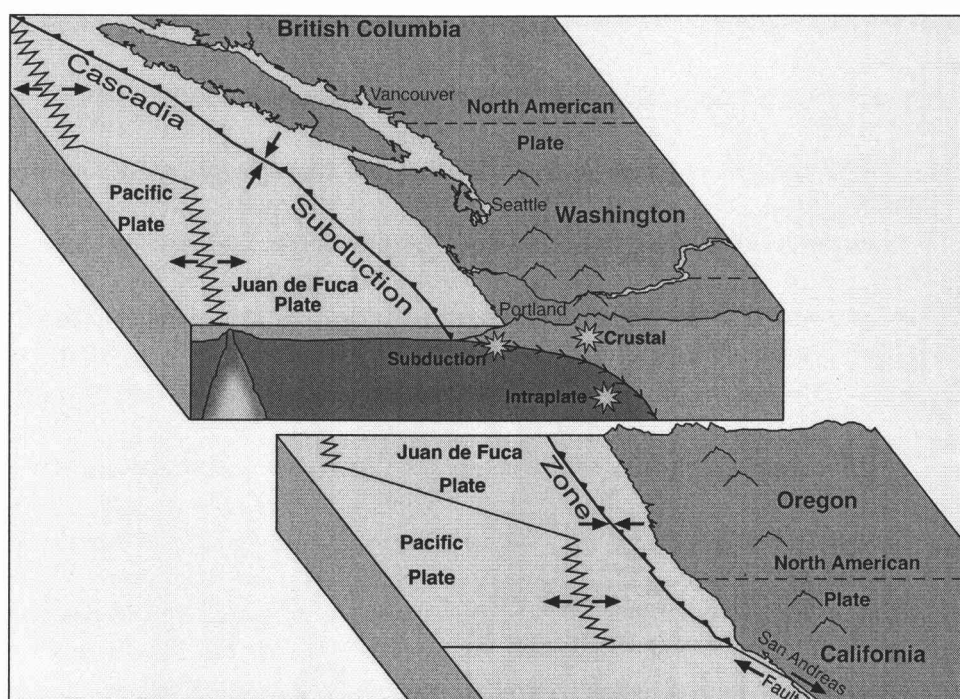 British Columbia
Cascadia
Vancouver
North American
Plate
Pacific
Plate
Seattle
Washington
Subduction
Juan de Fuca
Plate
Portland
Subduction
Crustal
Intraplate
Juan de Fuca
Plate
Zone
Oregon
Pacific
Plate
North American
Plate
San Andreas
California
Fault